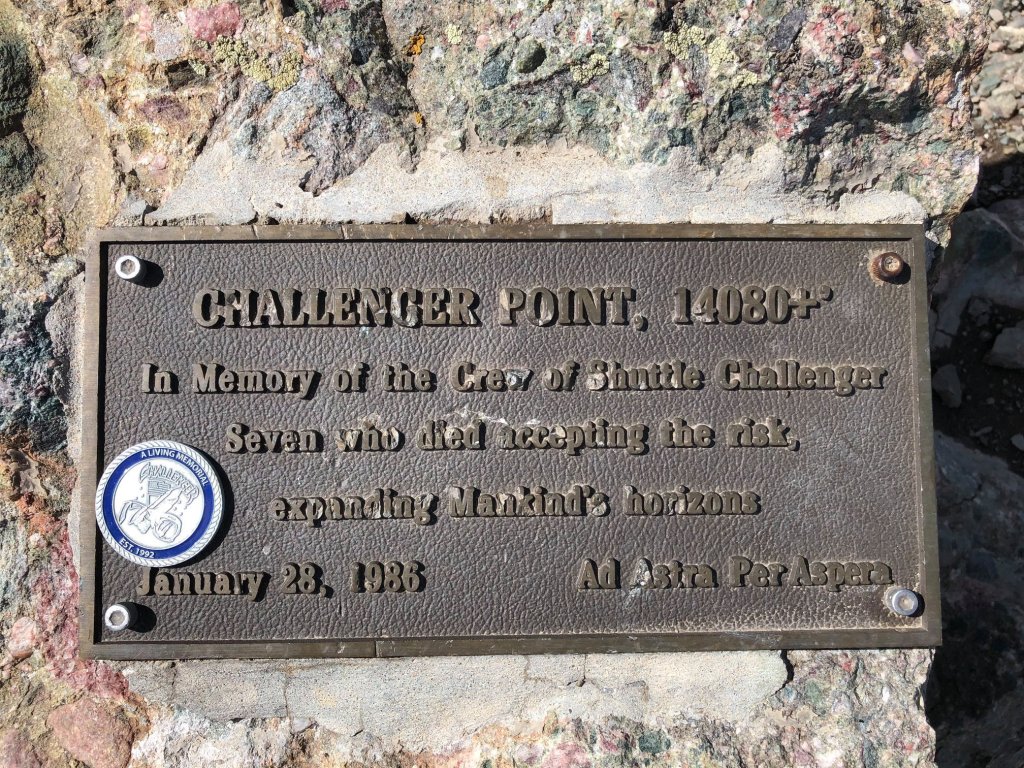 CHALLENGER POINT, 14080+'
In Memory of the Crew of Shuttle Challenger
Seven who died accepting the risk,
expanding Mankind's horizons
January 28, 1986 Ad Astra Per Aspera
A LIVING MEMORIAL
CHALLENGER
EST. 1992